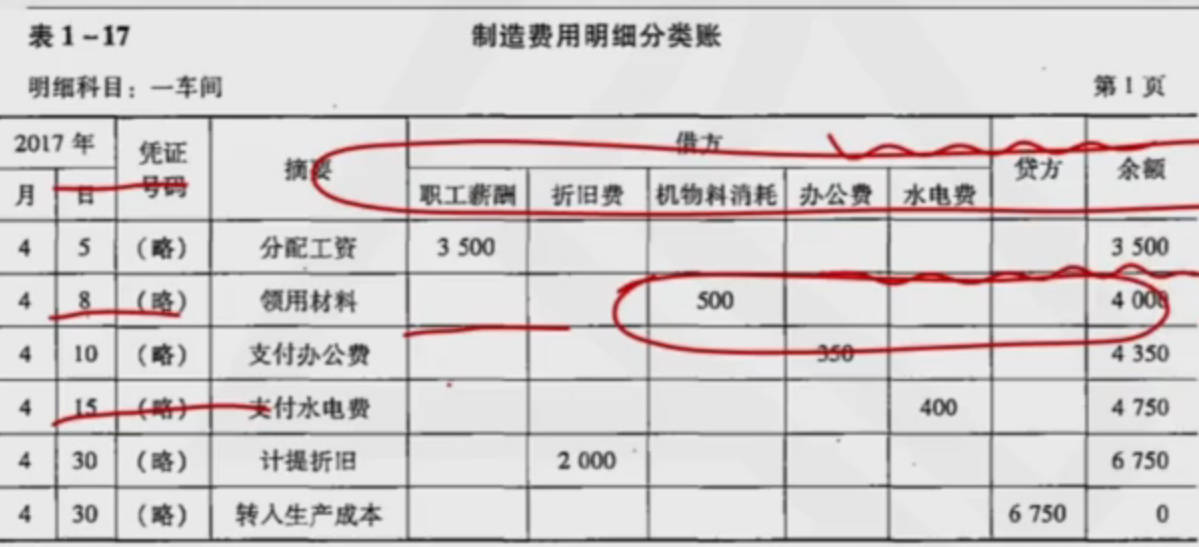 表1-17 制造费用明细分类账
明细科目：一车间 第1页
2017年 凭证号码 摘要 借方 贷方 余额
月 日 职工薪酬 折旧费 机物料消耗 办公费 水电费
4 5 （略） 分配工资 3 500 3 500
4 8 （略） 领用材料 500 4 000
4 10 （略） 支付办公费 350 4 350
4 15 （略） 支付水电费 400 4 750
4 30 （略） 计提折旧 2 000 6 750
4 30 （略） 转入生产成本 6 750 0